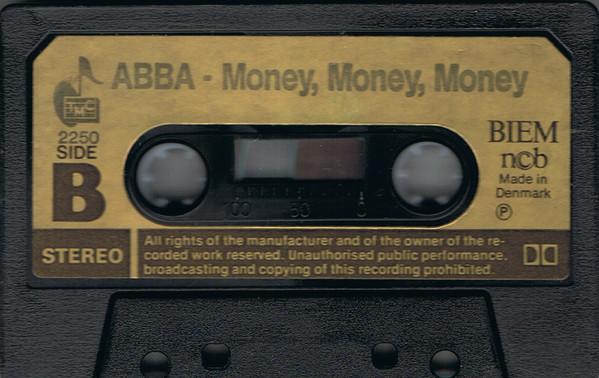 ABBA - Money, Money, Money
TMC
2250
SIDE
B
BIEM
ncb
Made in
Denmark
Ⓟ
100 50 0
STEREO
All rights of the manufacturer and of the owner of the re-
corded work reserved. Unauthorised public performance,
broadcasting and copying of this recording prohibited.